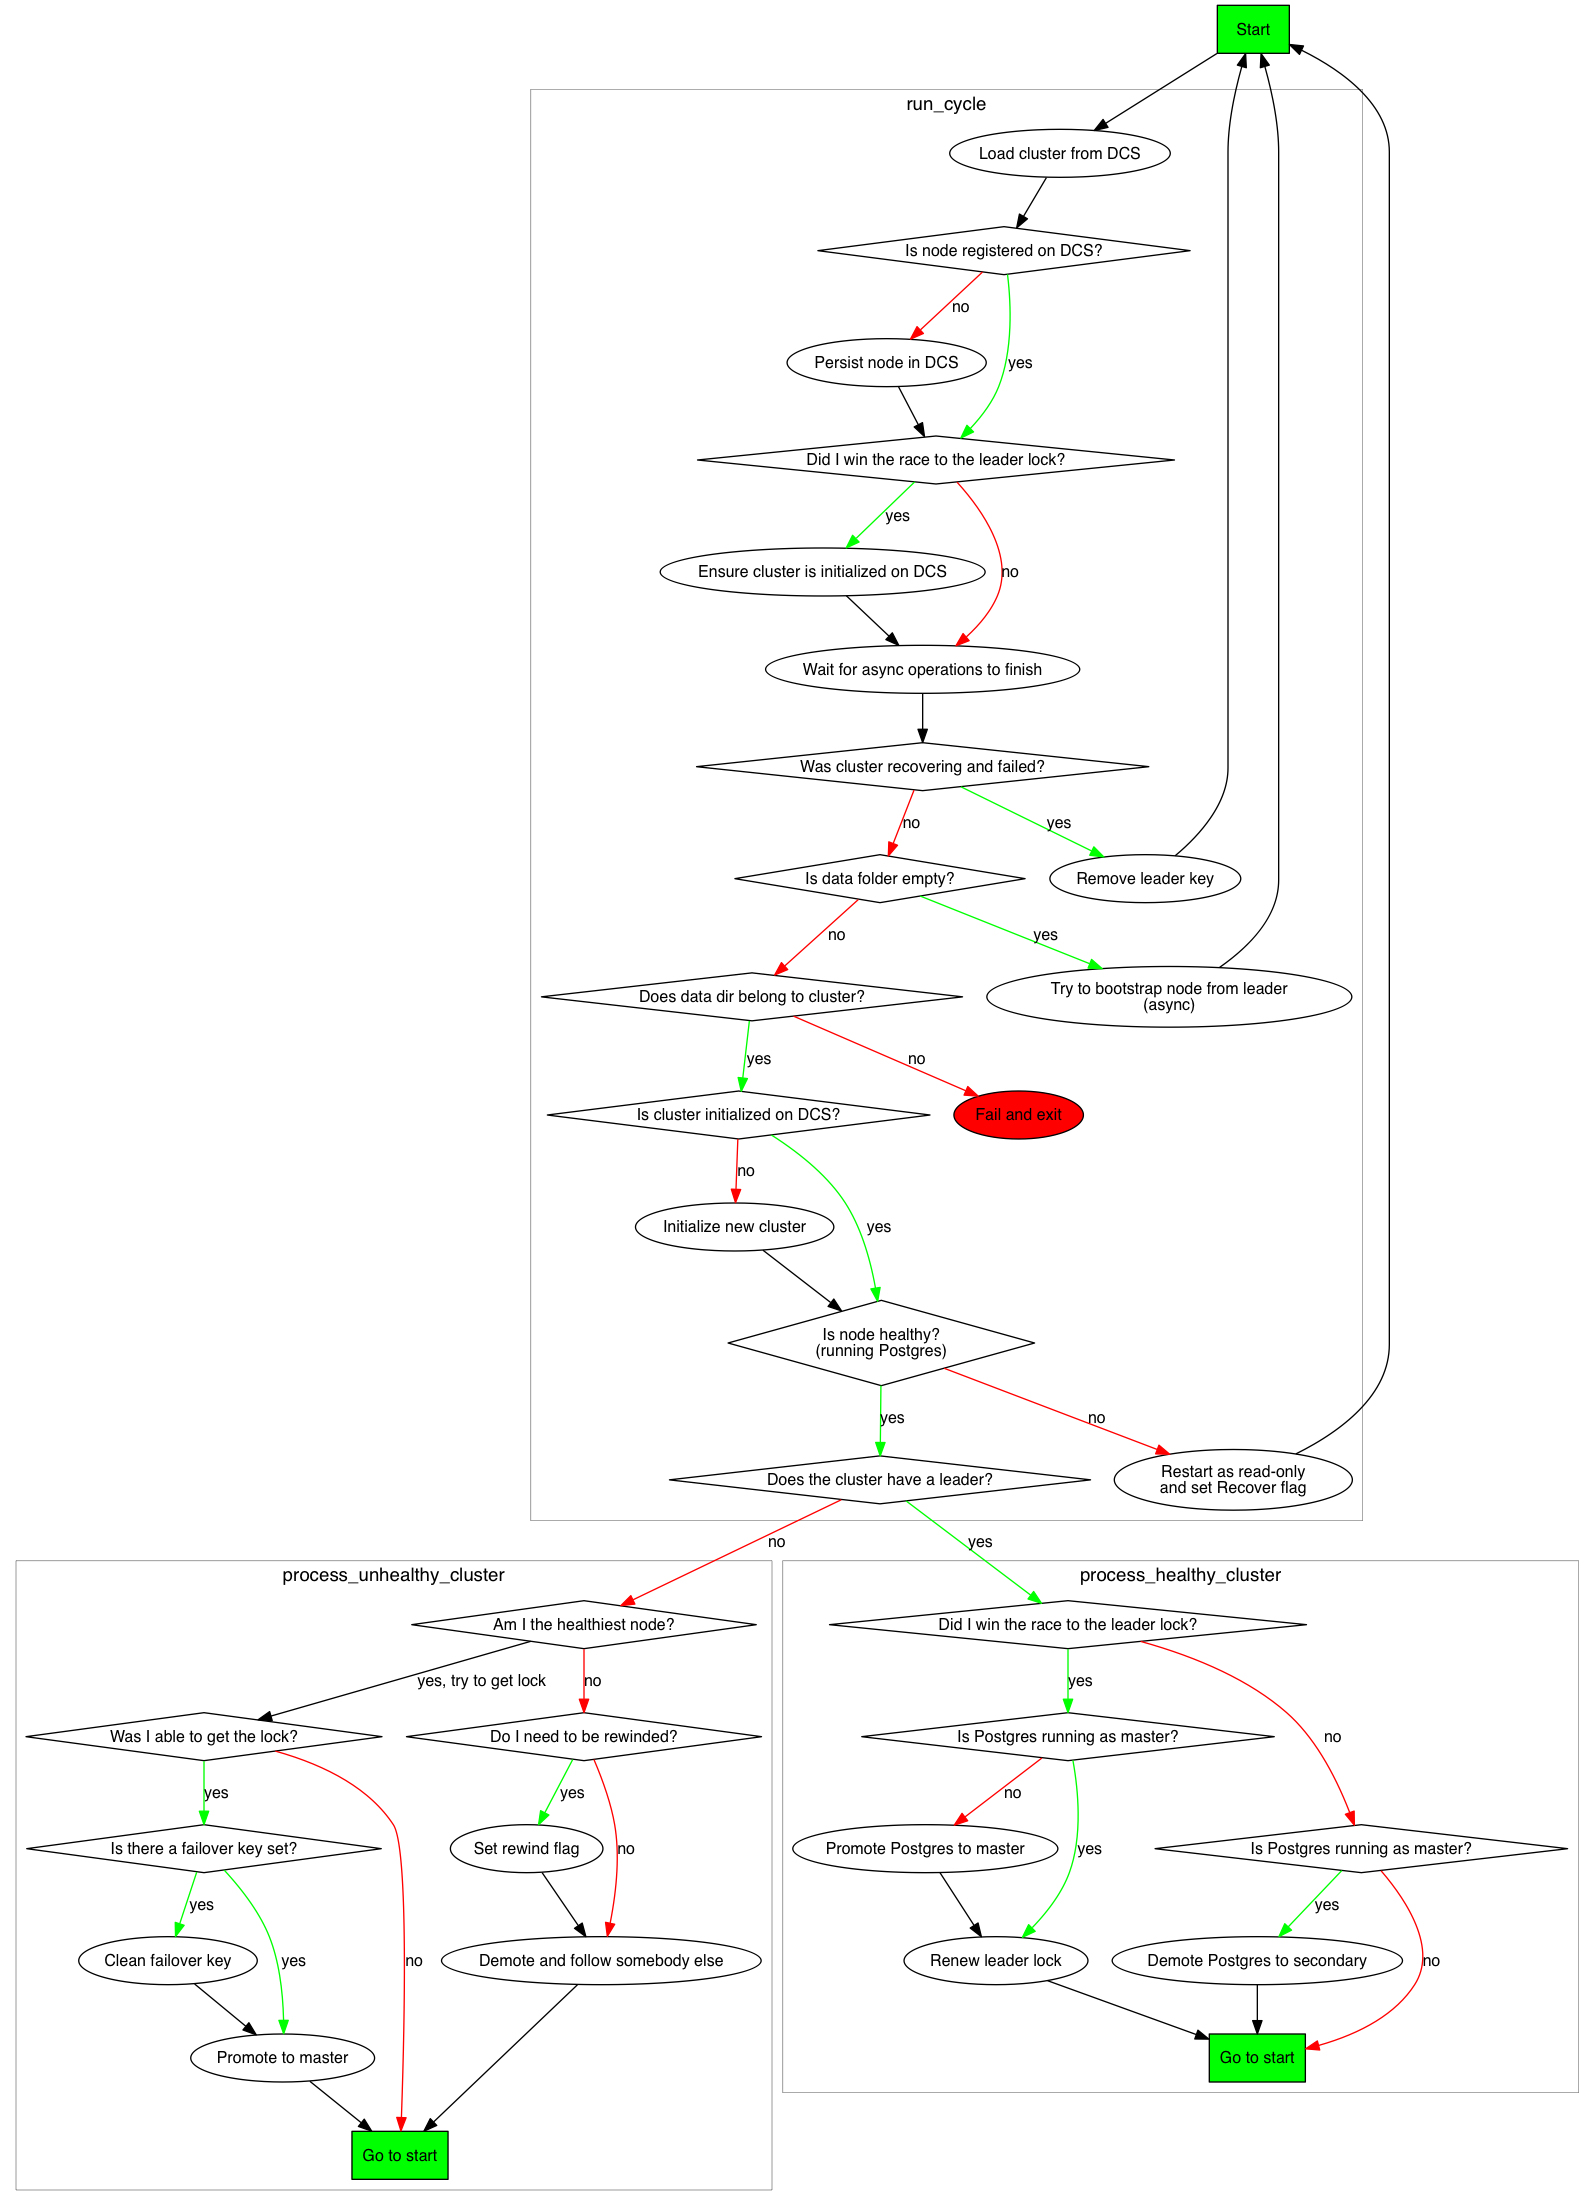 Start
run_cycle
Load cluster from DCS
Is node registered on DCS?
no
Persist node in DCS
yes
Did I win the race to the leader lock?
yes
Ensure cluster is initialized on DCS
no
Wait for async operations to finish
Was cluster recovering and failed?
no
yes
Is data folder empty?
Remove leader key
no
yes
Does data dir belong to cluster?
Try to bootstrap node from leader
(async)
yes
no
Is cluster initialized on DCS?
Fail and exit
no
Initialize new cluster
yes
Is node healthy?
(running Postgres)
yes
no
Does the cluster have a leader?
Restart as read-only
and set Recover flag
no
yes
process_unhealthy_cluster
Am I the healthiest node?
yes, try to get lock
no
Was I able to get the lock?
Do I need to be rewinded?
yes
yes
Is there a failover key set?
Set rewind flag
no
yes
Clean failover key
yes
no
Demote and follow somebody else
Promote to master
Go to start
process_healthy_cluster
Did I win the race to the leader lock?
yes
Is Postgres running as master?
no
no
Promote Postgres to master
yes
Is Postgres running as master?
yes
Renew leader lock
Demote Postgres to secondary
no
Go to start